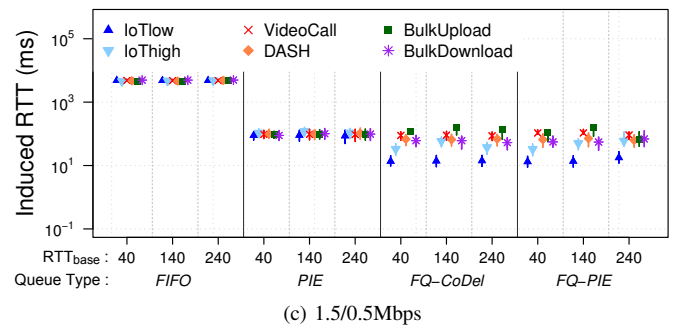 IoTlow VideoCall BulkUpload
IoThigh DASH BulkDownload
Induced RTT (ms)
10^5
10^3
10^1
10^−1
RTT_base : 40 140 240 40 140 240 40 140 240 40 140 240
Queue Type : FIFO PIE FQ−CoDel FQ−PIE
(c) 1.5/0.5Mbps